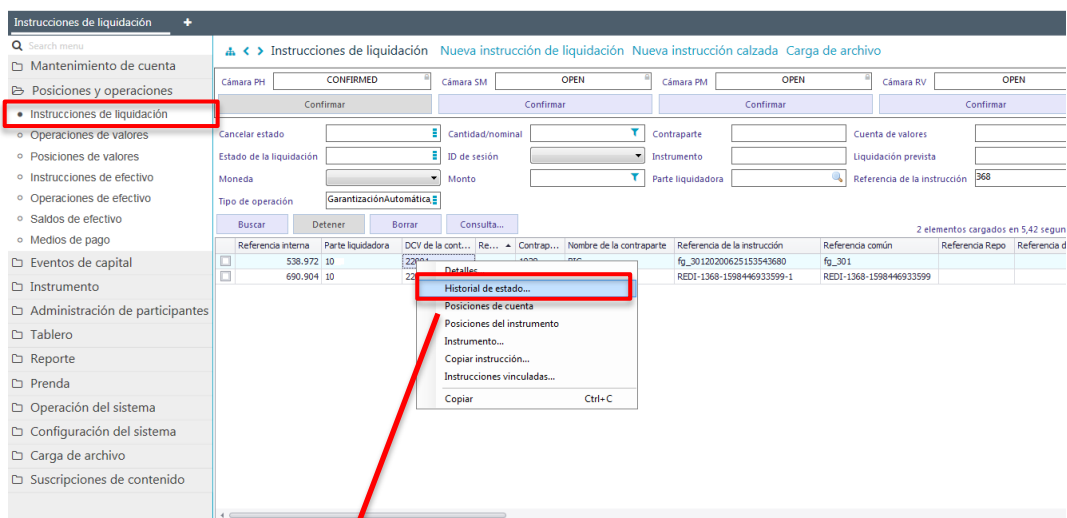 Instrucciones de liquidación +
Search menu
Mantenimiento de cuenta
Posiciones y operaciones
Instrucciones de liquidación
Operaciones de valores
Posiciones de valores
Instrucciones de efectivo
Operaciones de efectivo
Saldos de efectivo
Medios de pago
Eventos de capital
Instrumento
Administración de participantes
Tablero
Reporte
Prenda
Operación del sistema
Configuración del sistema
Carga de archivo
Suscripciones de contenido
Instrucciones de liquidación Nueva instrucción de liquidación Nueva instrucción calzada Carga de archivo
Cámara PH CONFIRMED Cámara SM OPEN Cámara PM OPEN Cámara RV OPEN
Confirmar Confirmar Confirmar Confirmar
Cancelar estado Cantidad/nominal Contraparte Cuenta de valores
Estado de la liquidación ID de sesión Instrumento Liquidación prevista
Moneda Monto Parte liquidadora Referencia de la instrucción 368
Tipo de operación GarantizaciónAutomática
Buscar Detener Borrar Consulta...
2 elementos cargados en 5,42 segun
Referencia interna Parte liquidadora DCV de la cont... Re... Contrap... Nombre de la contraparte Referencia de la instrucción Referencia común Referencia Repo Referencia d
538.972 10 fg_30120200625153543680 fg_301
690.904 10 22 REDI-1368-1598446933599-1 REDI-1368-1598446933599
Detalles
Historial de estado...
Posiciones de cuenta
Posiciones del instrumento
Instrumento...
Copiar instrucción...
Instrucciones vinculadas...
Copiar Ctrl+C